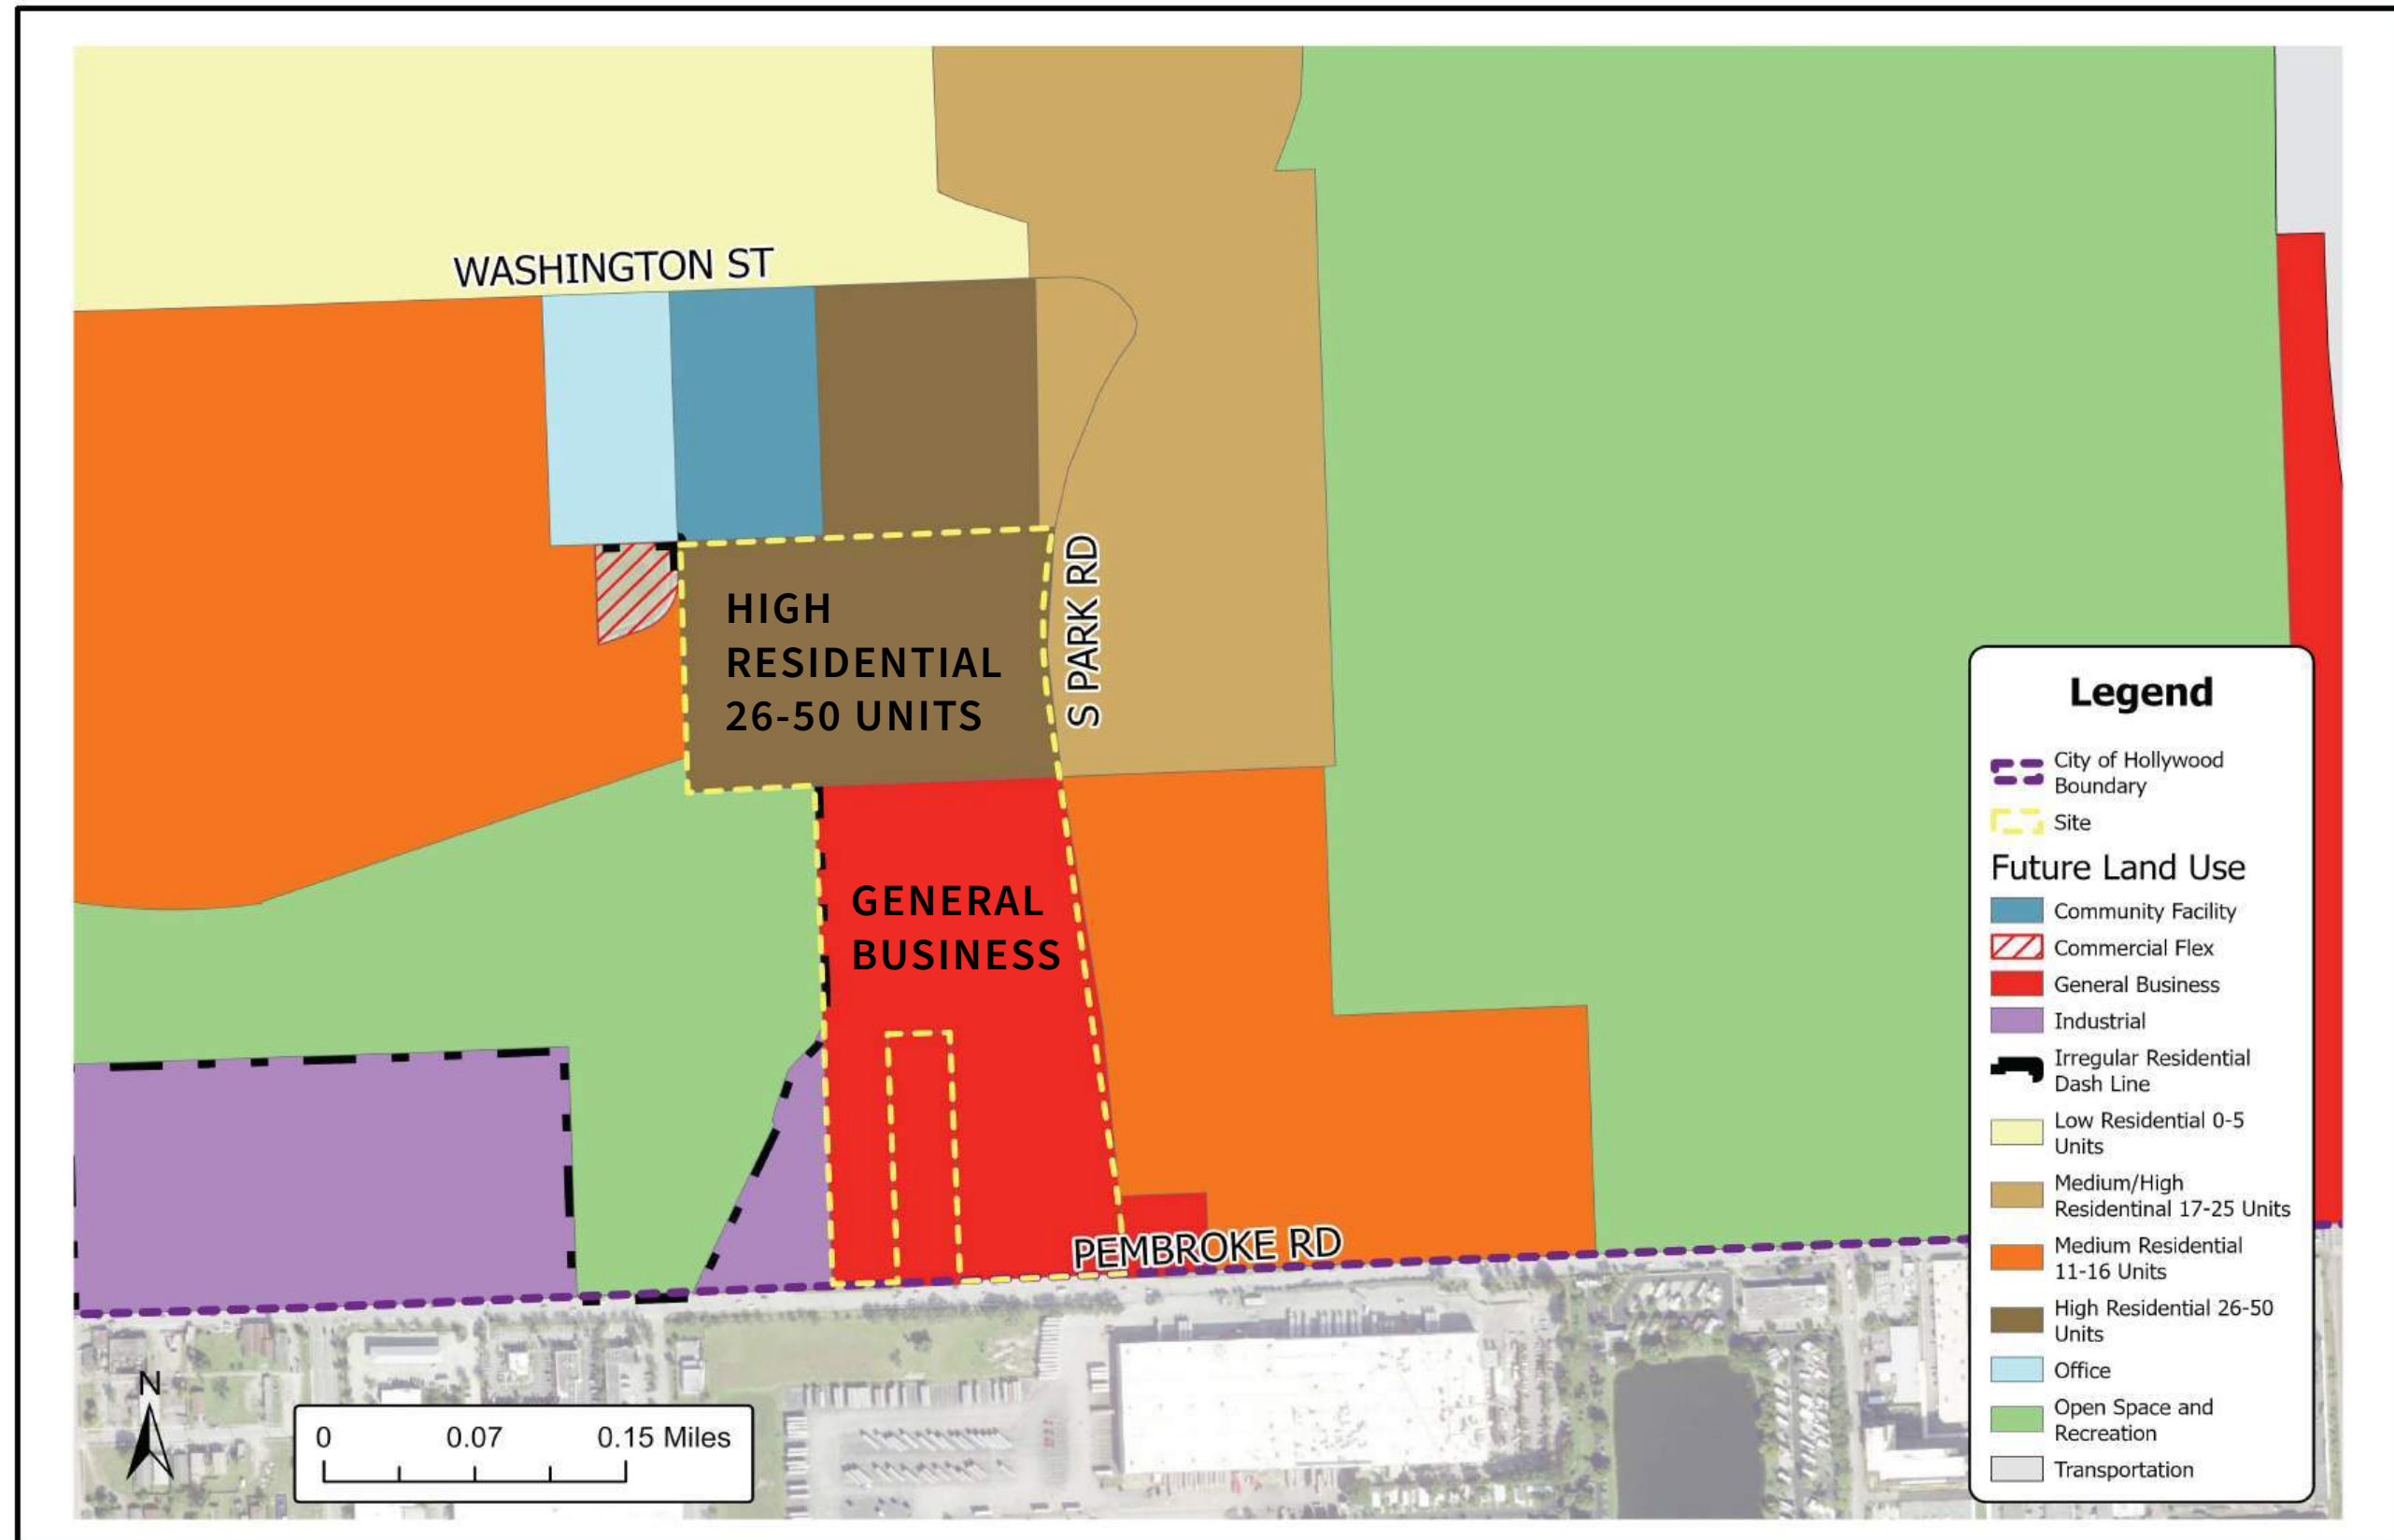 WASHINGTON ST
S PARK RD
HIGH
RESIDENTIAL
26-50 UNITS
GENERAL
BUSINESS
PEMBROKE RD
N
0 0.07 0.15 Miles
Legend
City of Hollywood
Boundary
Site
Future Land Use
Community Facility
Commercial Flex
General Business
Industrial
Irregular Residential
Dash Line
Low Residential 0-5
Units
Medium/High
Residentinal 17-25 Units
Medium Residential
11-16 Units
High Residential 26-50
Units
Office
Open Space and
Recreation
Transportation